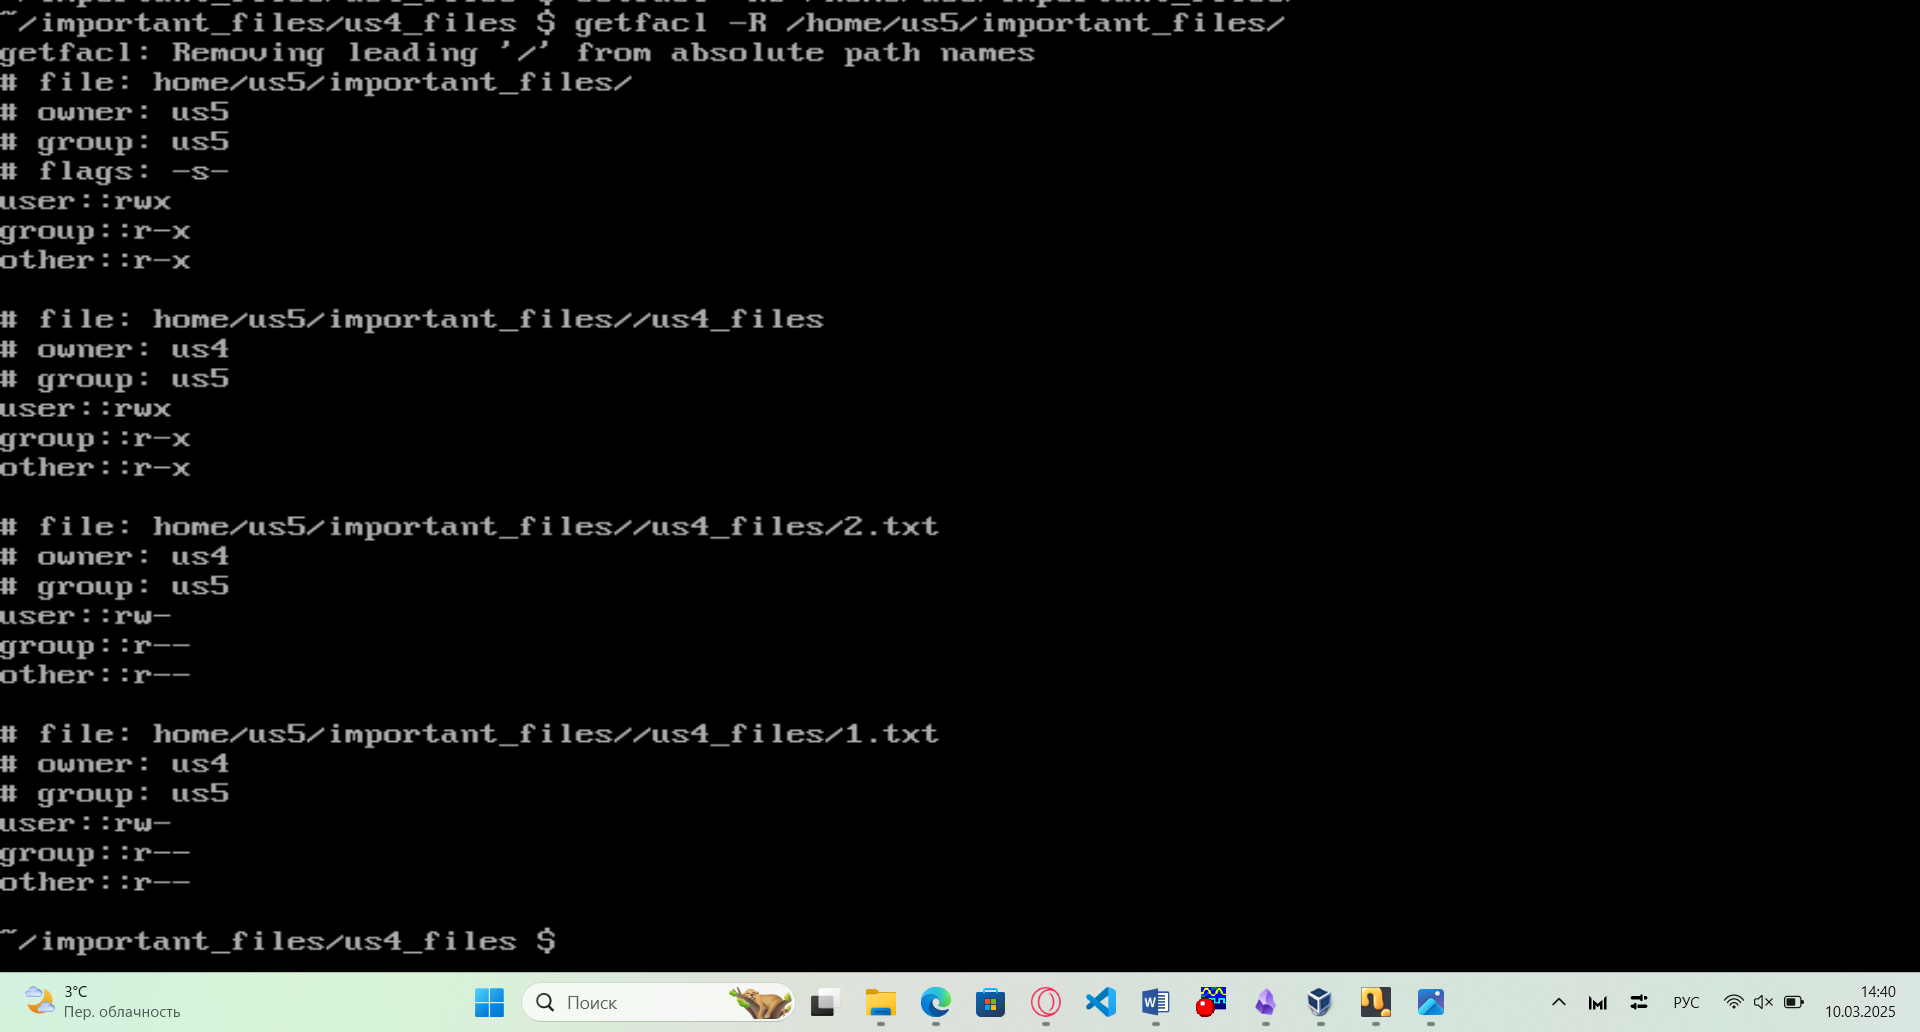 ~/important_files/us4_files $ getfacl -R /home/us5/important_files/
getfacl: Removing leading '/' from absolute path names
# file: home/us5/important_files/
# owner: us5
# group: us5
# flags: -s-
user::rwx
group::r-x
other::r-x

# file: home/us5/important_files//us4_files
# owner: us4
# group: us5
user::rwx
group::r-x
other::r-x

# file: home/us5/important_files//us4_files/2.txt
# owner: us4
# group: us5
user::rw-
group::r--
other::r--

# file: home/us5/important_files//us4_files/1.txt
# owner: us4
# group: us5
user::rw-
group::r--
other::r--

~/important_files/us4_files $
3°C
Пер. облачность
Поиск
РУС
14:40
10.03.2025